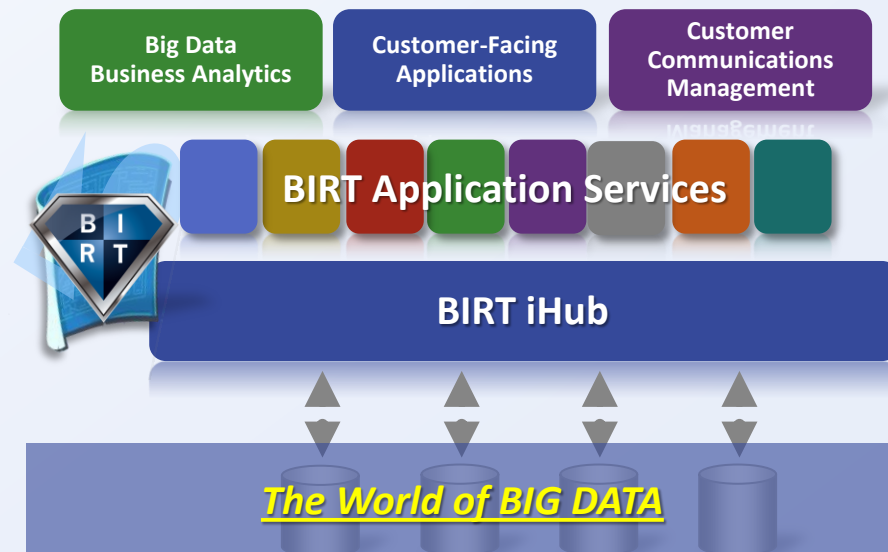 Big Data
Business Analytics
Customer-Facing
Applications
Customer
Communications
Management
BIRT Application Services
B I
R T
BIRT iHub
The World of BIG DATA